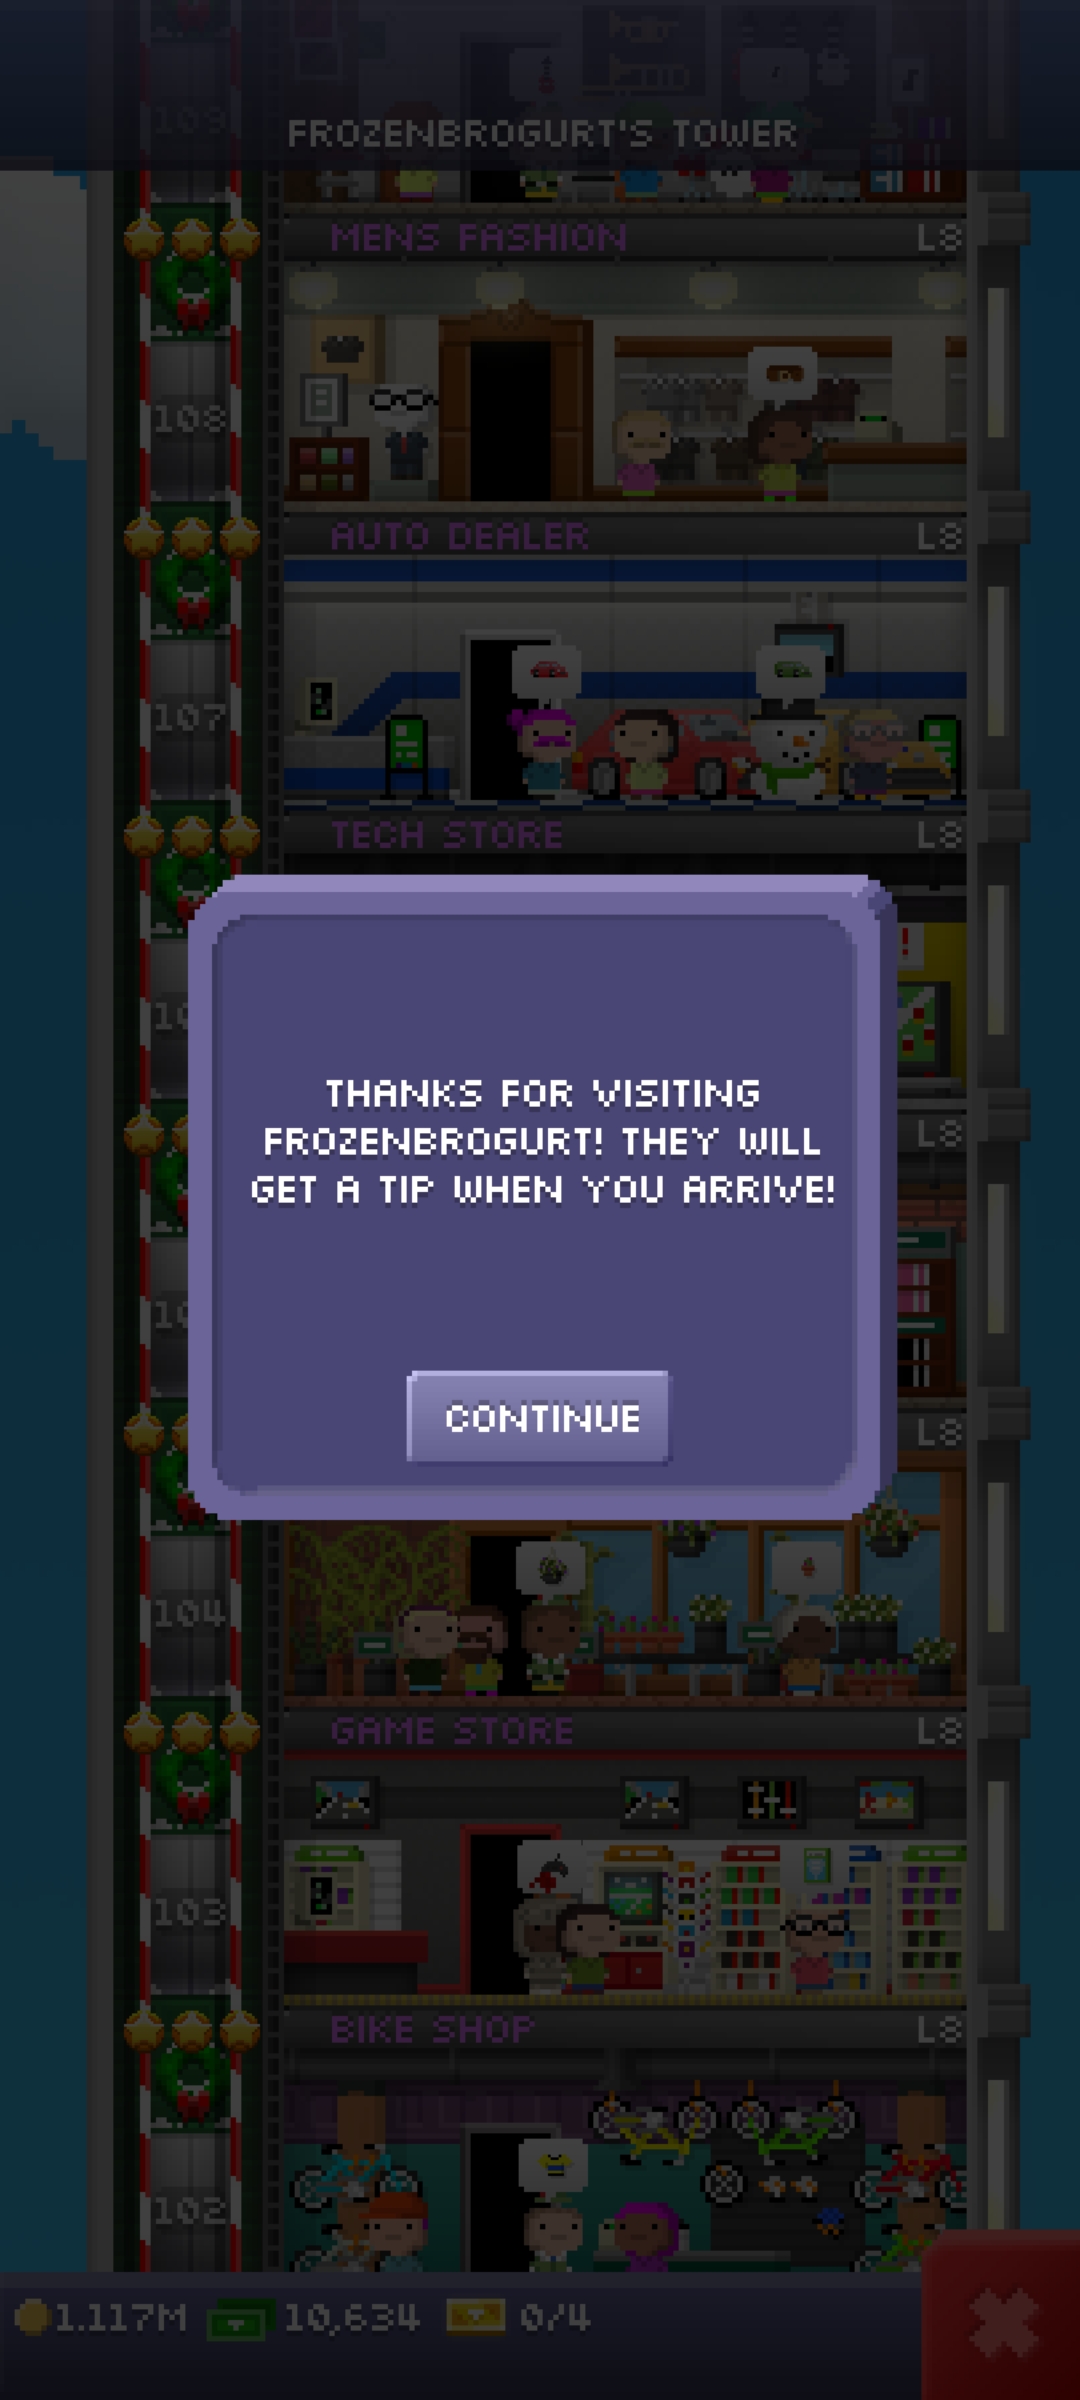 109
FROZENBROGURT'S TOWER
MENS FASHION L8
108
AUTO DEALER L8
107
TECH STORE L8
L8
THANKS FOR VISITING
FROZENBROGURT! THEY WILL
GET A TIP WHEN YOU ARRIVE!
CONTINUE
L8
104
GAME STORE L8
103
BIKE SHOP L8
102
1.117M 10,634 0/4